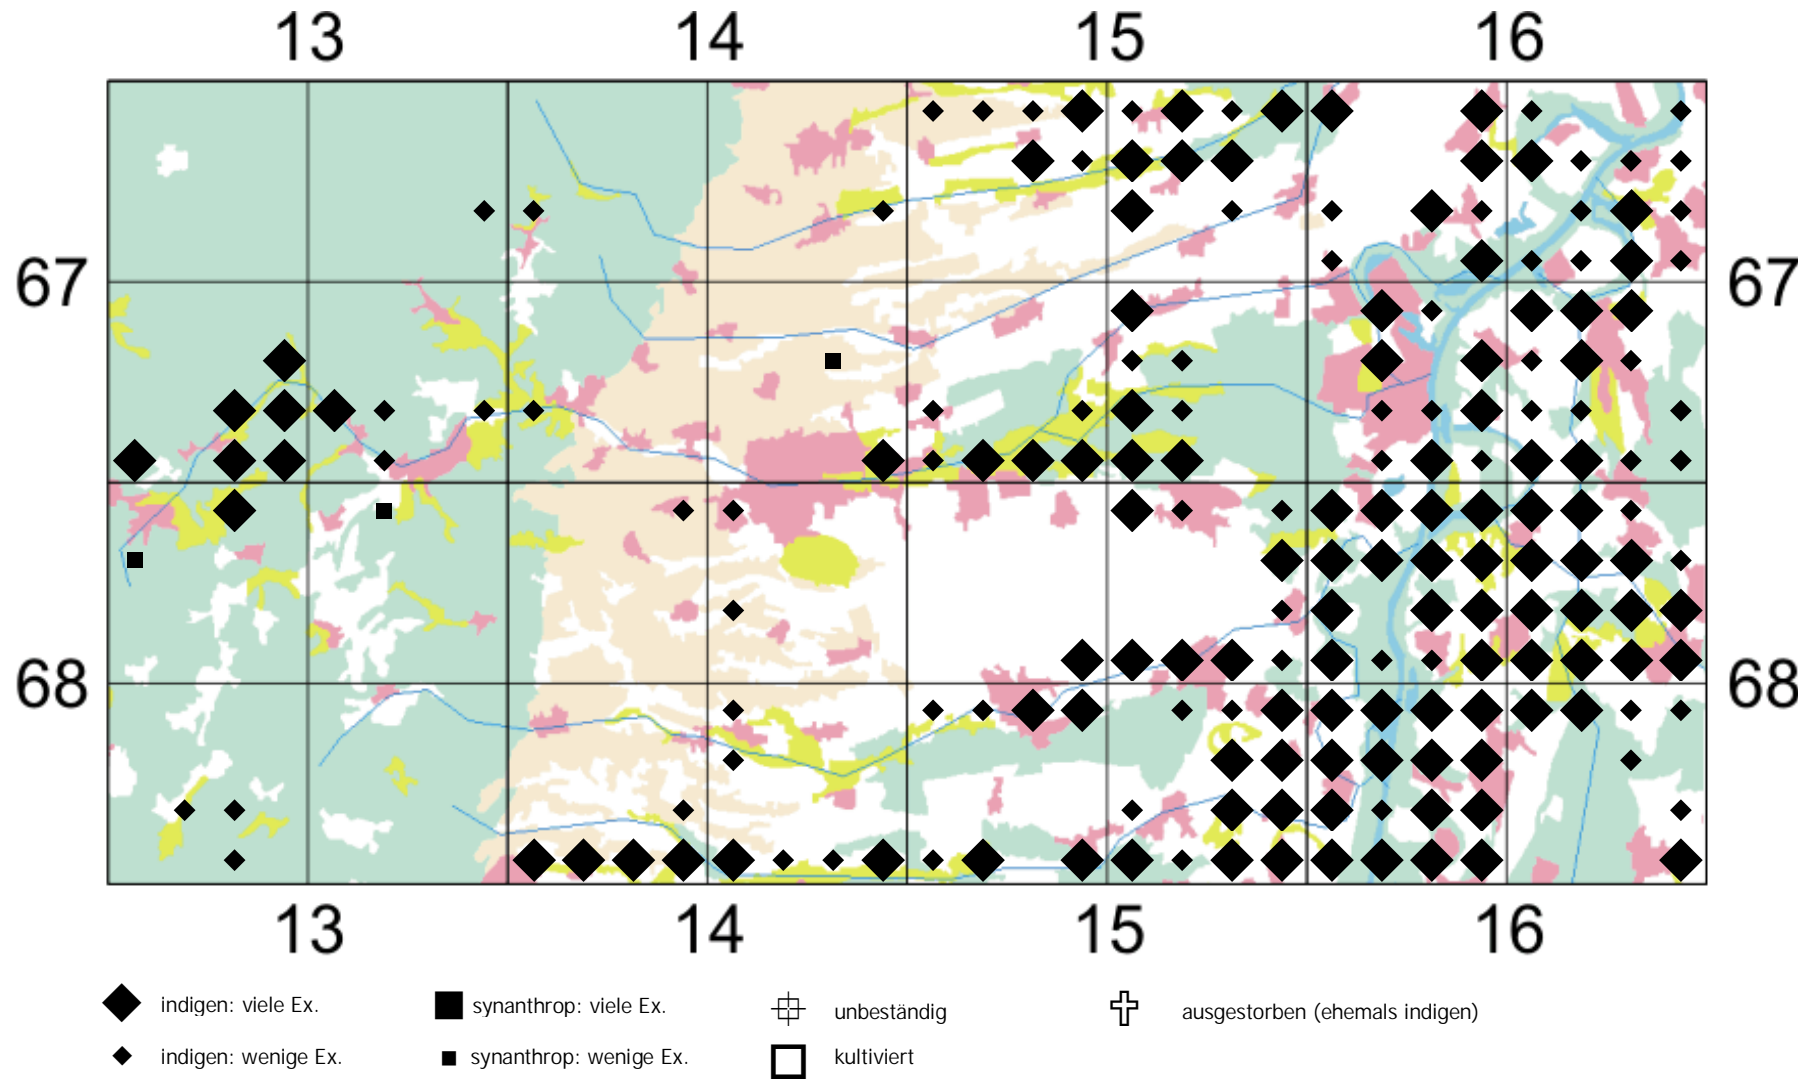 13 14 15 16
67 67
68 68
13 14 15 16
indigen: viele Ex. synanthrop: viele Ex. unbeständig ausgestorben (ehemals indigen)
indigen: wenige Ex. synanthrop: wenige Ex. kultiviert